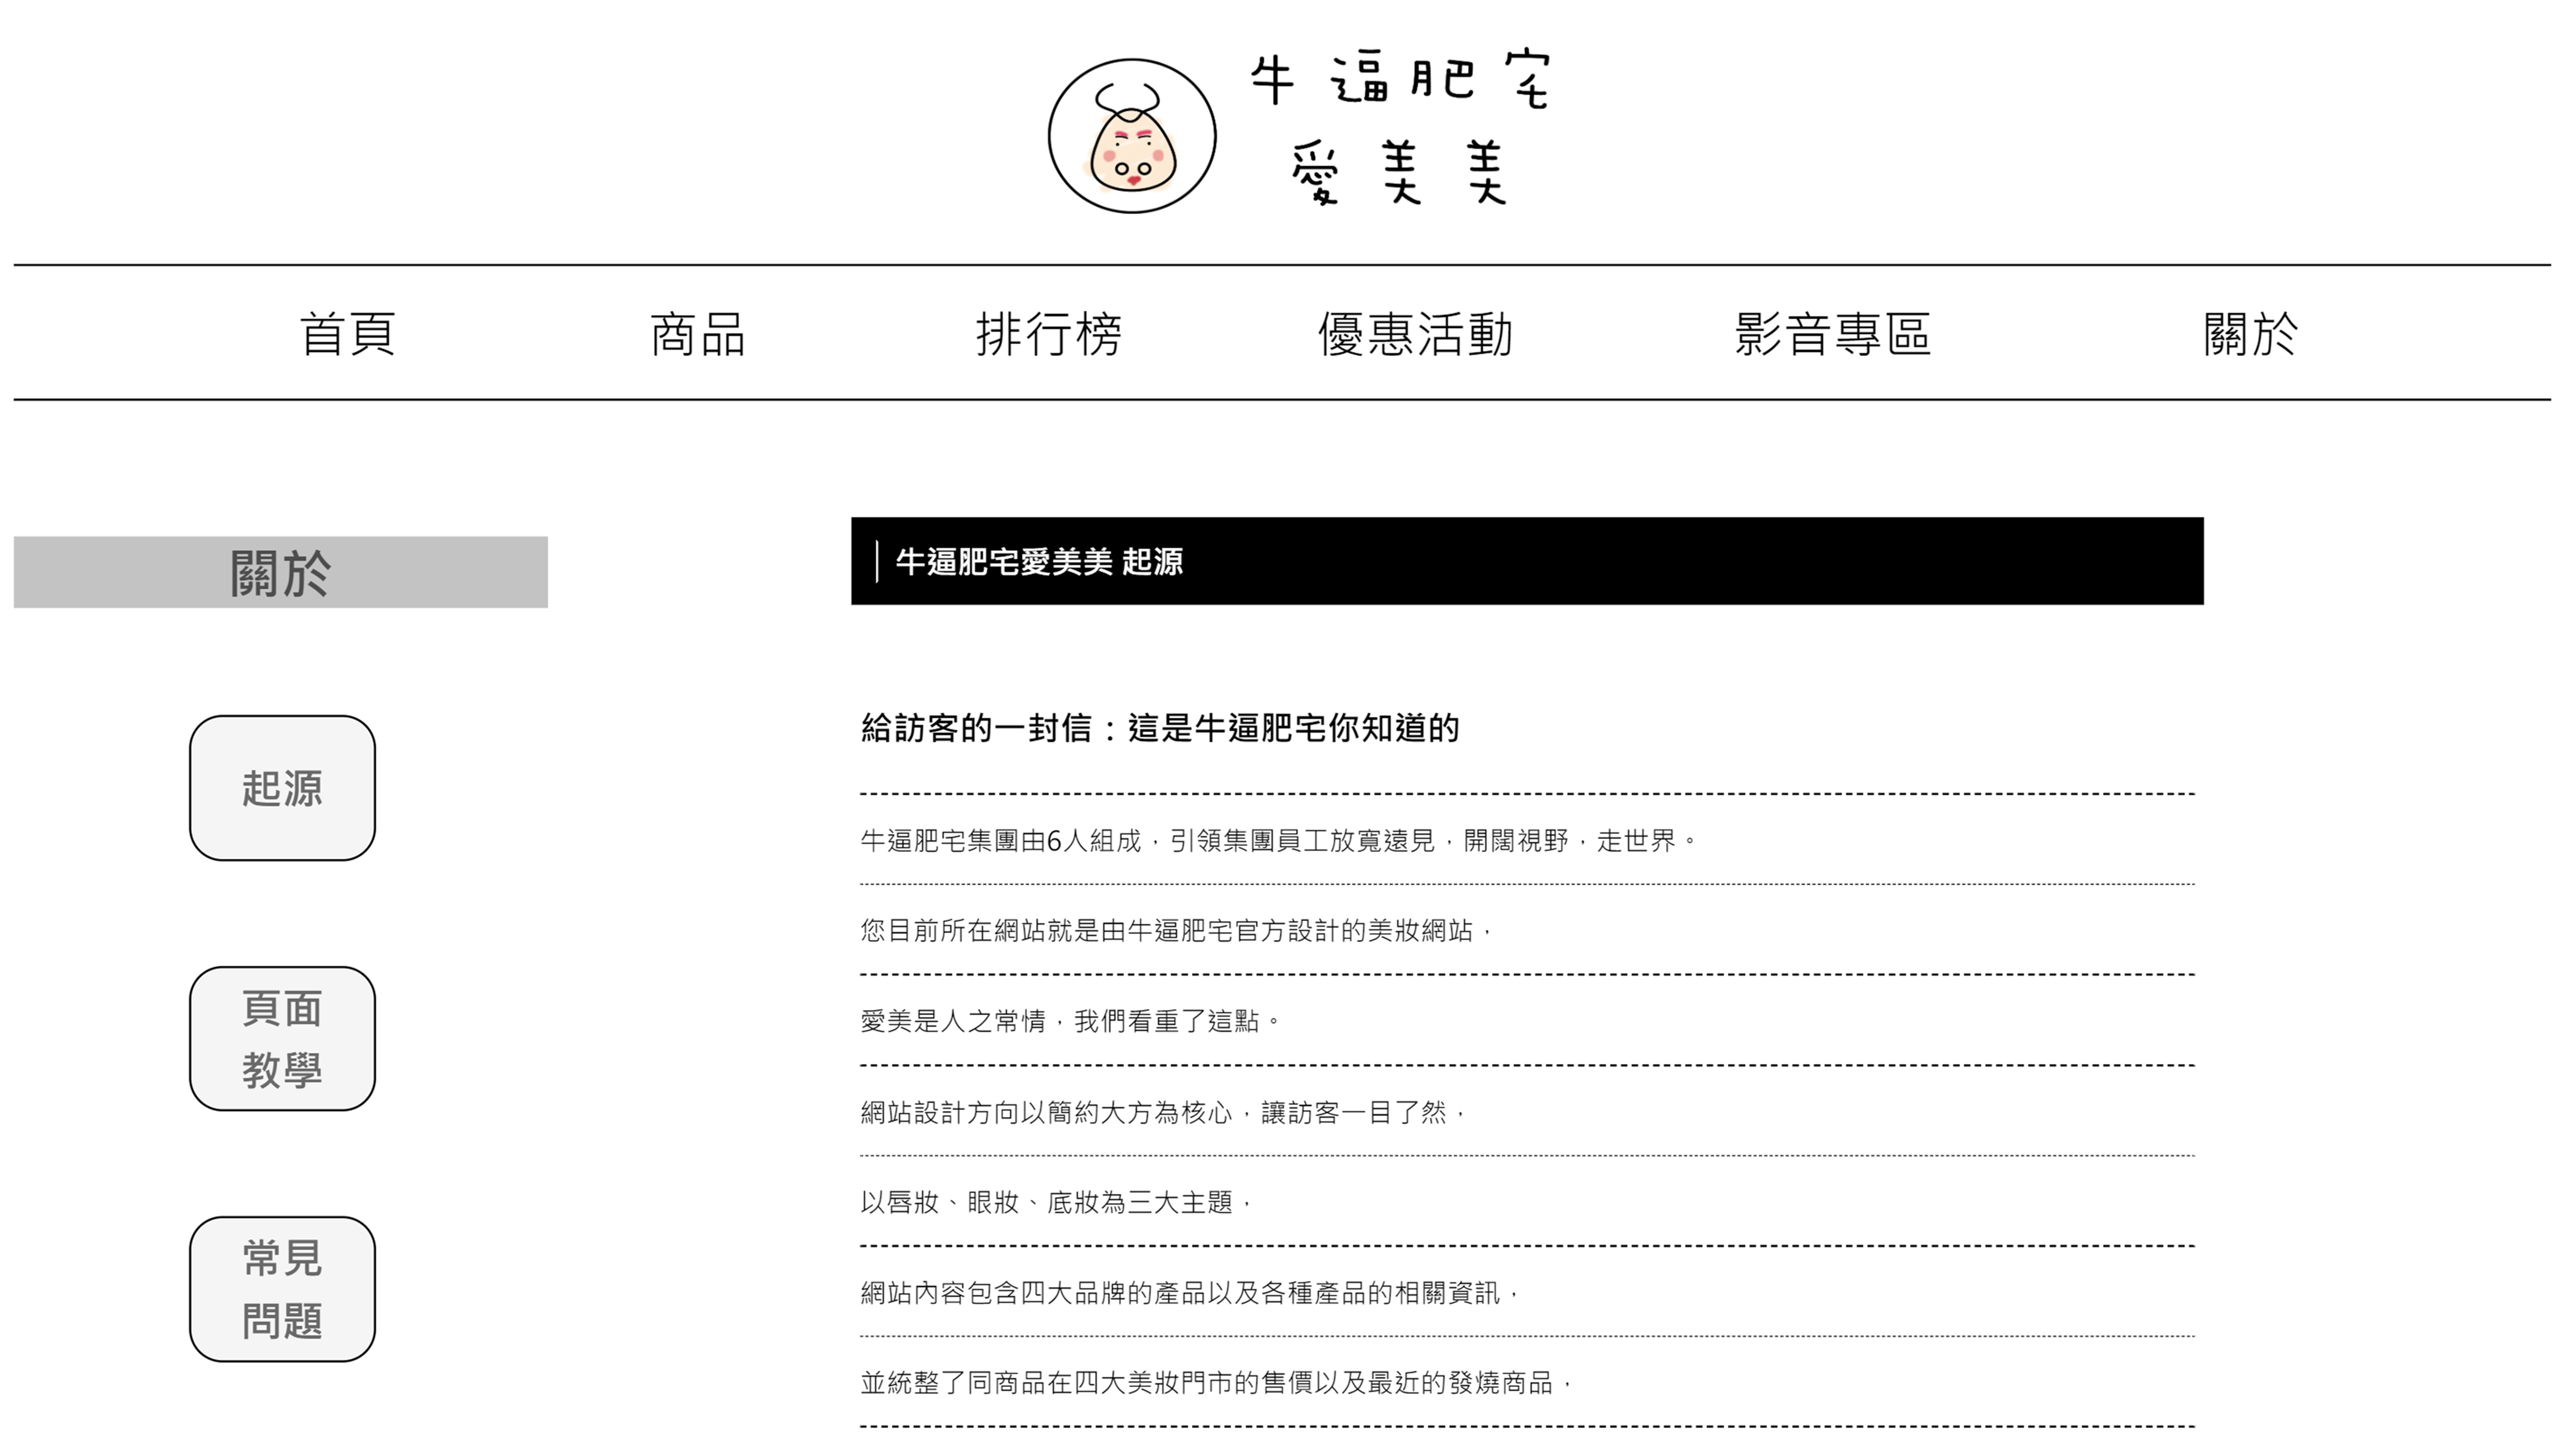 牛逼肥宅
愛美美
首頁 商品 排行榜 優惠活動 影音專區 關於
關於
起源
頁面
教學
常見
問題
牛逼肥宅愛美美 起源
給訪客的一封信：這是牛逼肥宅你知道的
牛逼肥宅集團由6人組成，引領集團員工放寬遠見，開闊視野，走世界。
您目前所在網站就是由牛逼肥宅官方設計的美妝網站，
愛美是人之常情，我們看重了這點。
網站設計方向以簡約大方為核心，讓訪客一目了然，
以唇妝、眼妝、底妝為三大主題，
網站內容包含四大品牌的產品以及各種產品的相關資訊，
並統整了同商品在四大美妝門市的售價以及最近的發燒商品，